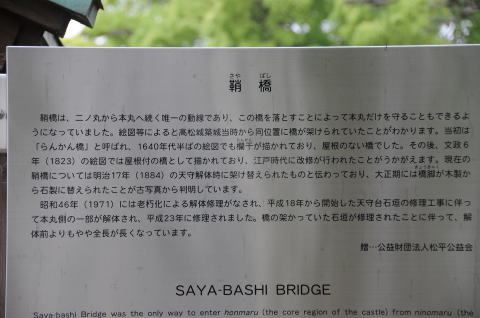 さや ばし
鞘 橋
鞘橋は、二ノ丸から本丸へ続く唯一の動線であり、この橋を落とすことによって本丸だけを守ることもできるよ
うになっていました。絵図等によると高松城築城当時から同位置に橋が架けられていたことがわかります。当初は
「らんかん橋」と呼ばれ、1640年代半ばの絵図でも欄干が描かれており、屋根のない橋でした。その後、文政6
年（1823）の絵図では屋根付の橋として描かれており、江戸時代に改修が行われたことがうかがえます。現在の
鞘橋については明治17年（1884）の天守解体時に架け替えられたものと伝わっており、大正期には橋脚が木製か
ら石製に替えられたことが古写真から判明しています。
昭和46年（1971）には老朽化による解体修理がなされ、平成18年から開始した天守台石垣の修理工事に伴っ
て本丸側の一部が解体され、平成23年に修理されました。橋の架かっていた石垣が修理されたことに伴って、解
体前よりもやや全長が長くなっています。
贈…公益財団法人松平公益会
SAYA-BASHI BRIDGE
Saya-bashi Bridge was the only way to enter honmaru (the core region of the castle) from ninomaru (the